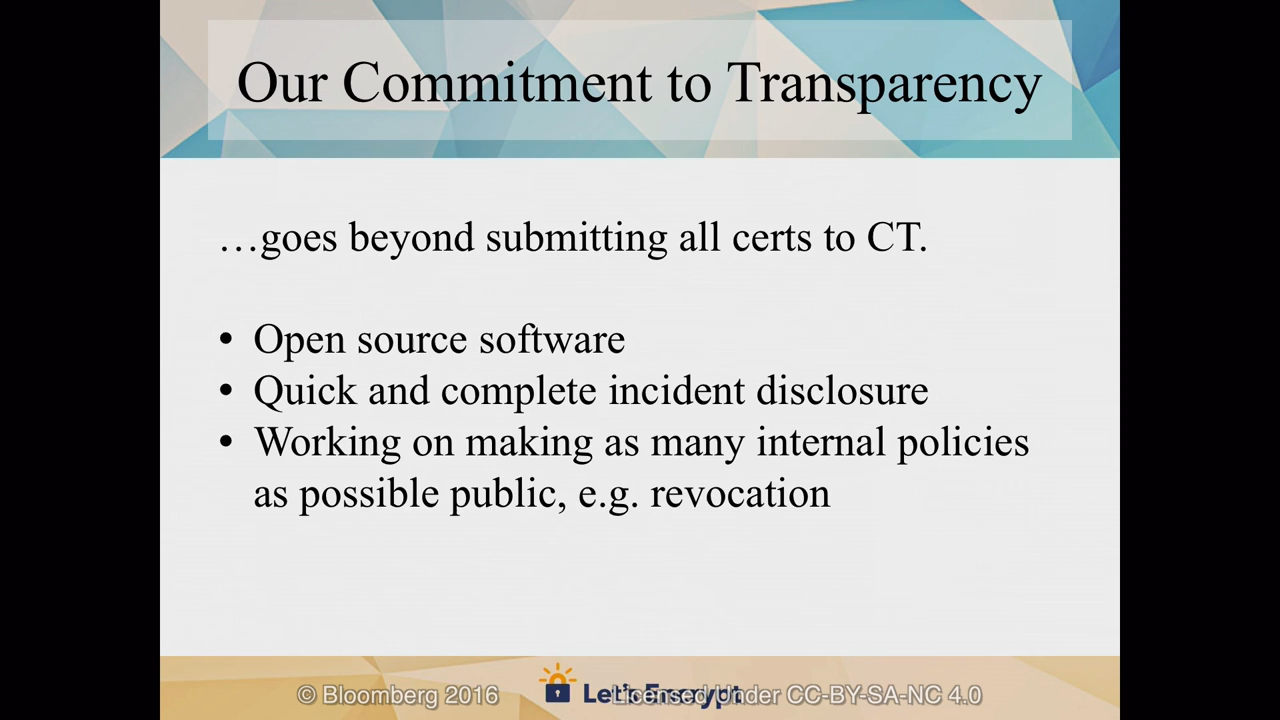 Our Commitment to Transparency
…goes beyond submitting all certs to CT.
• Open source software
• Quick and complete incident disclosure
• Working on making as many internal policies
as possible public, e.g. revocation
© Bloomberg 2016
Let's Encrypt
Licensed Under CC-BY-SA-NC 4.0